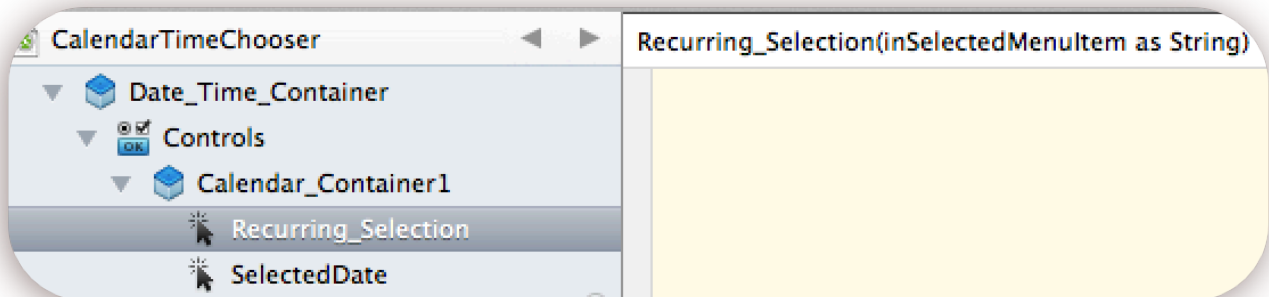 CalendarTimeChooser
Date_Time_Container
Controls
OK
Calendar_Container1
Recurring_Selection
SelectedDate
Recurring_Selection(inSelectedMenuItem as String)